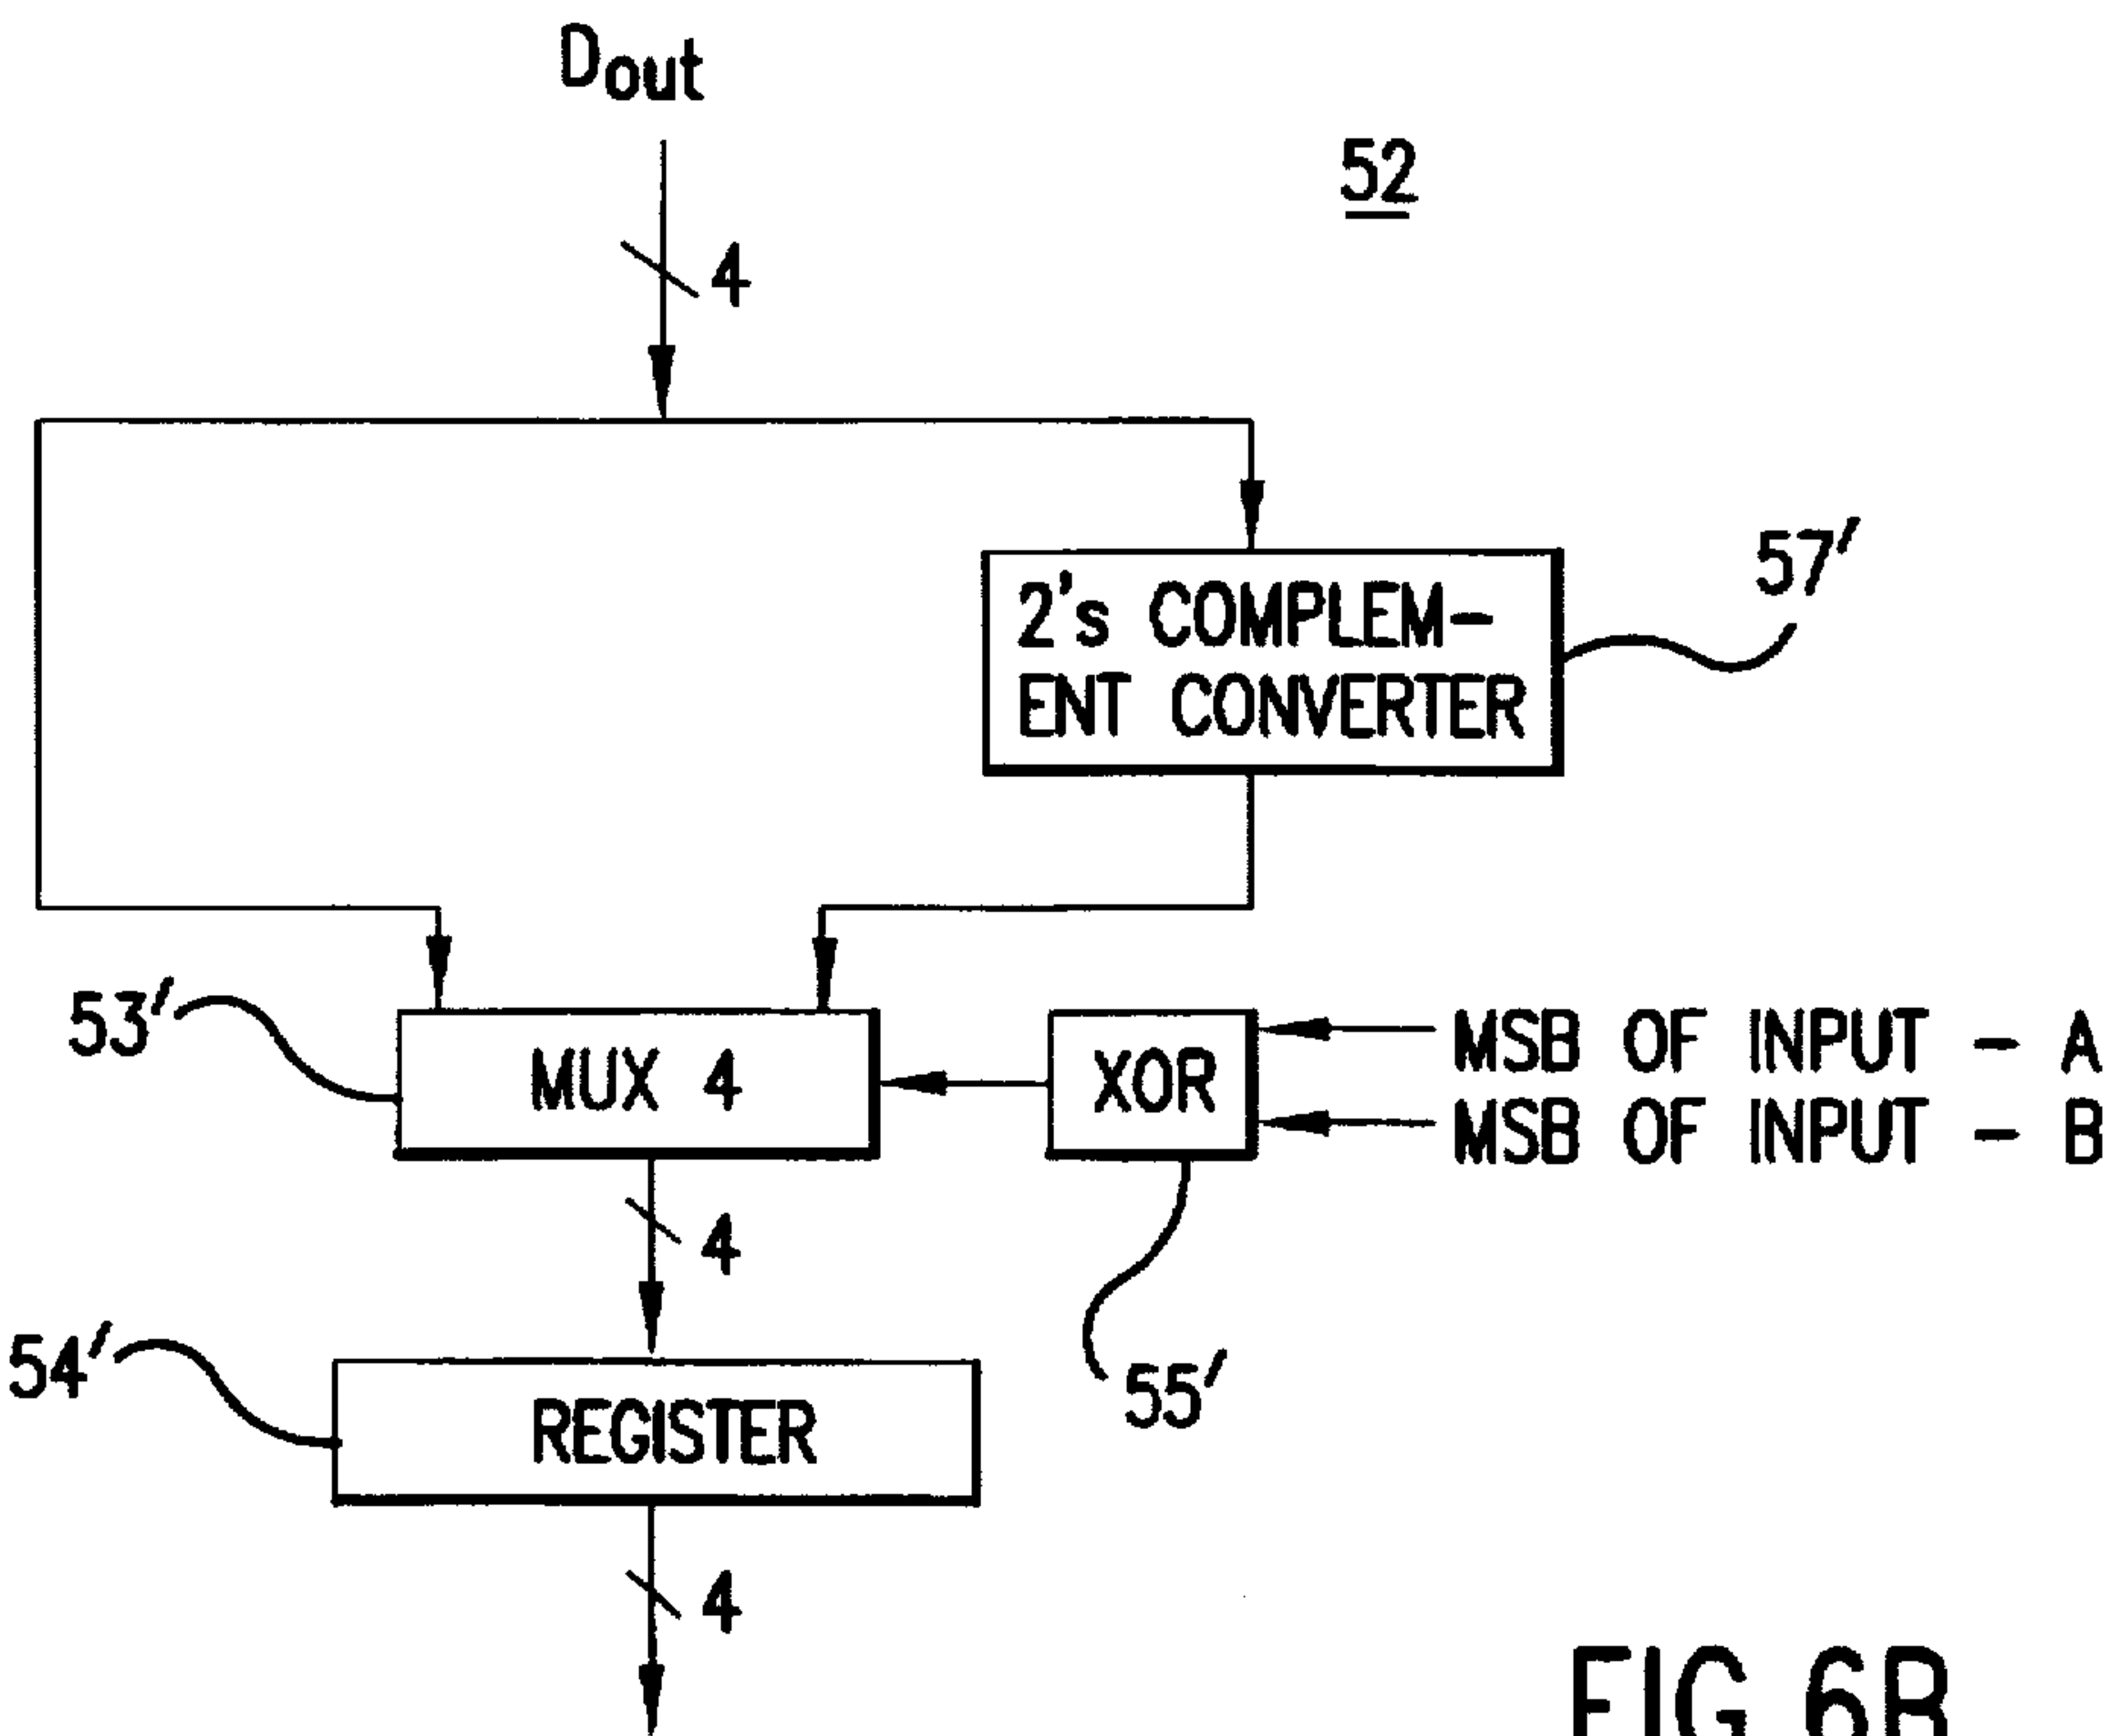 Dout
52
4
57'
2's COMPLEM-
ENT CONVERTER
53'
MUX 4
XOR
MSB OF INPUT - A
MSB OF INPUT - B
4
54'
REGISTER
55'
4
FIG 6B